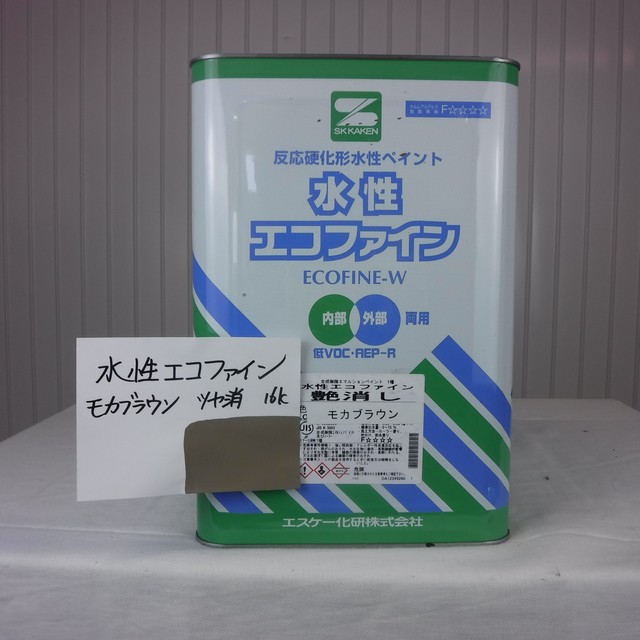 SK KAKEN
F☆☆☆☆
反応硬化形水性ペイント
水性
エコファイン
ECOFINE-W
内部 外部 両用
低VOC・AEP-R
水性エコファイン
艶消し
モカブラウン
F☆☆☆☆
危険
エスケー化研株式会社
水性エコファイン
モカブラウン ツヤ消 16k